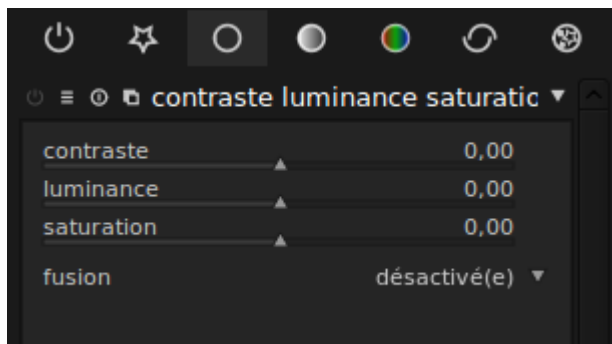 contraste luminance saturatic
contraste 0,00
luminance 0,00
saturation 0,00
fusion désactivé(e)